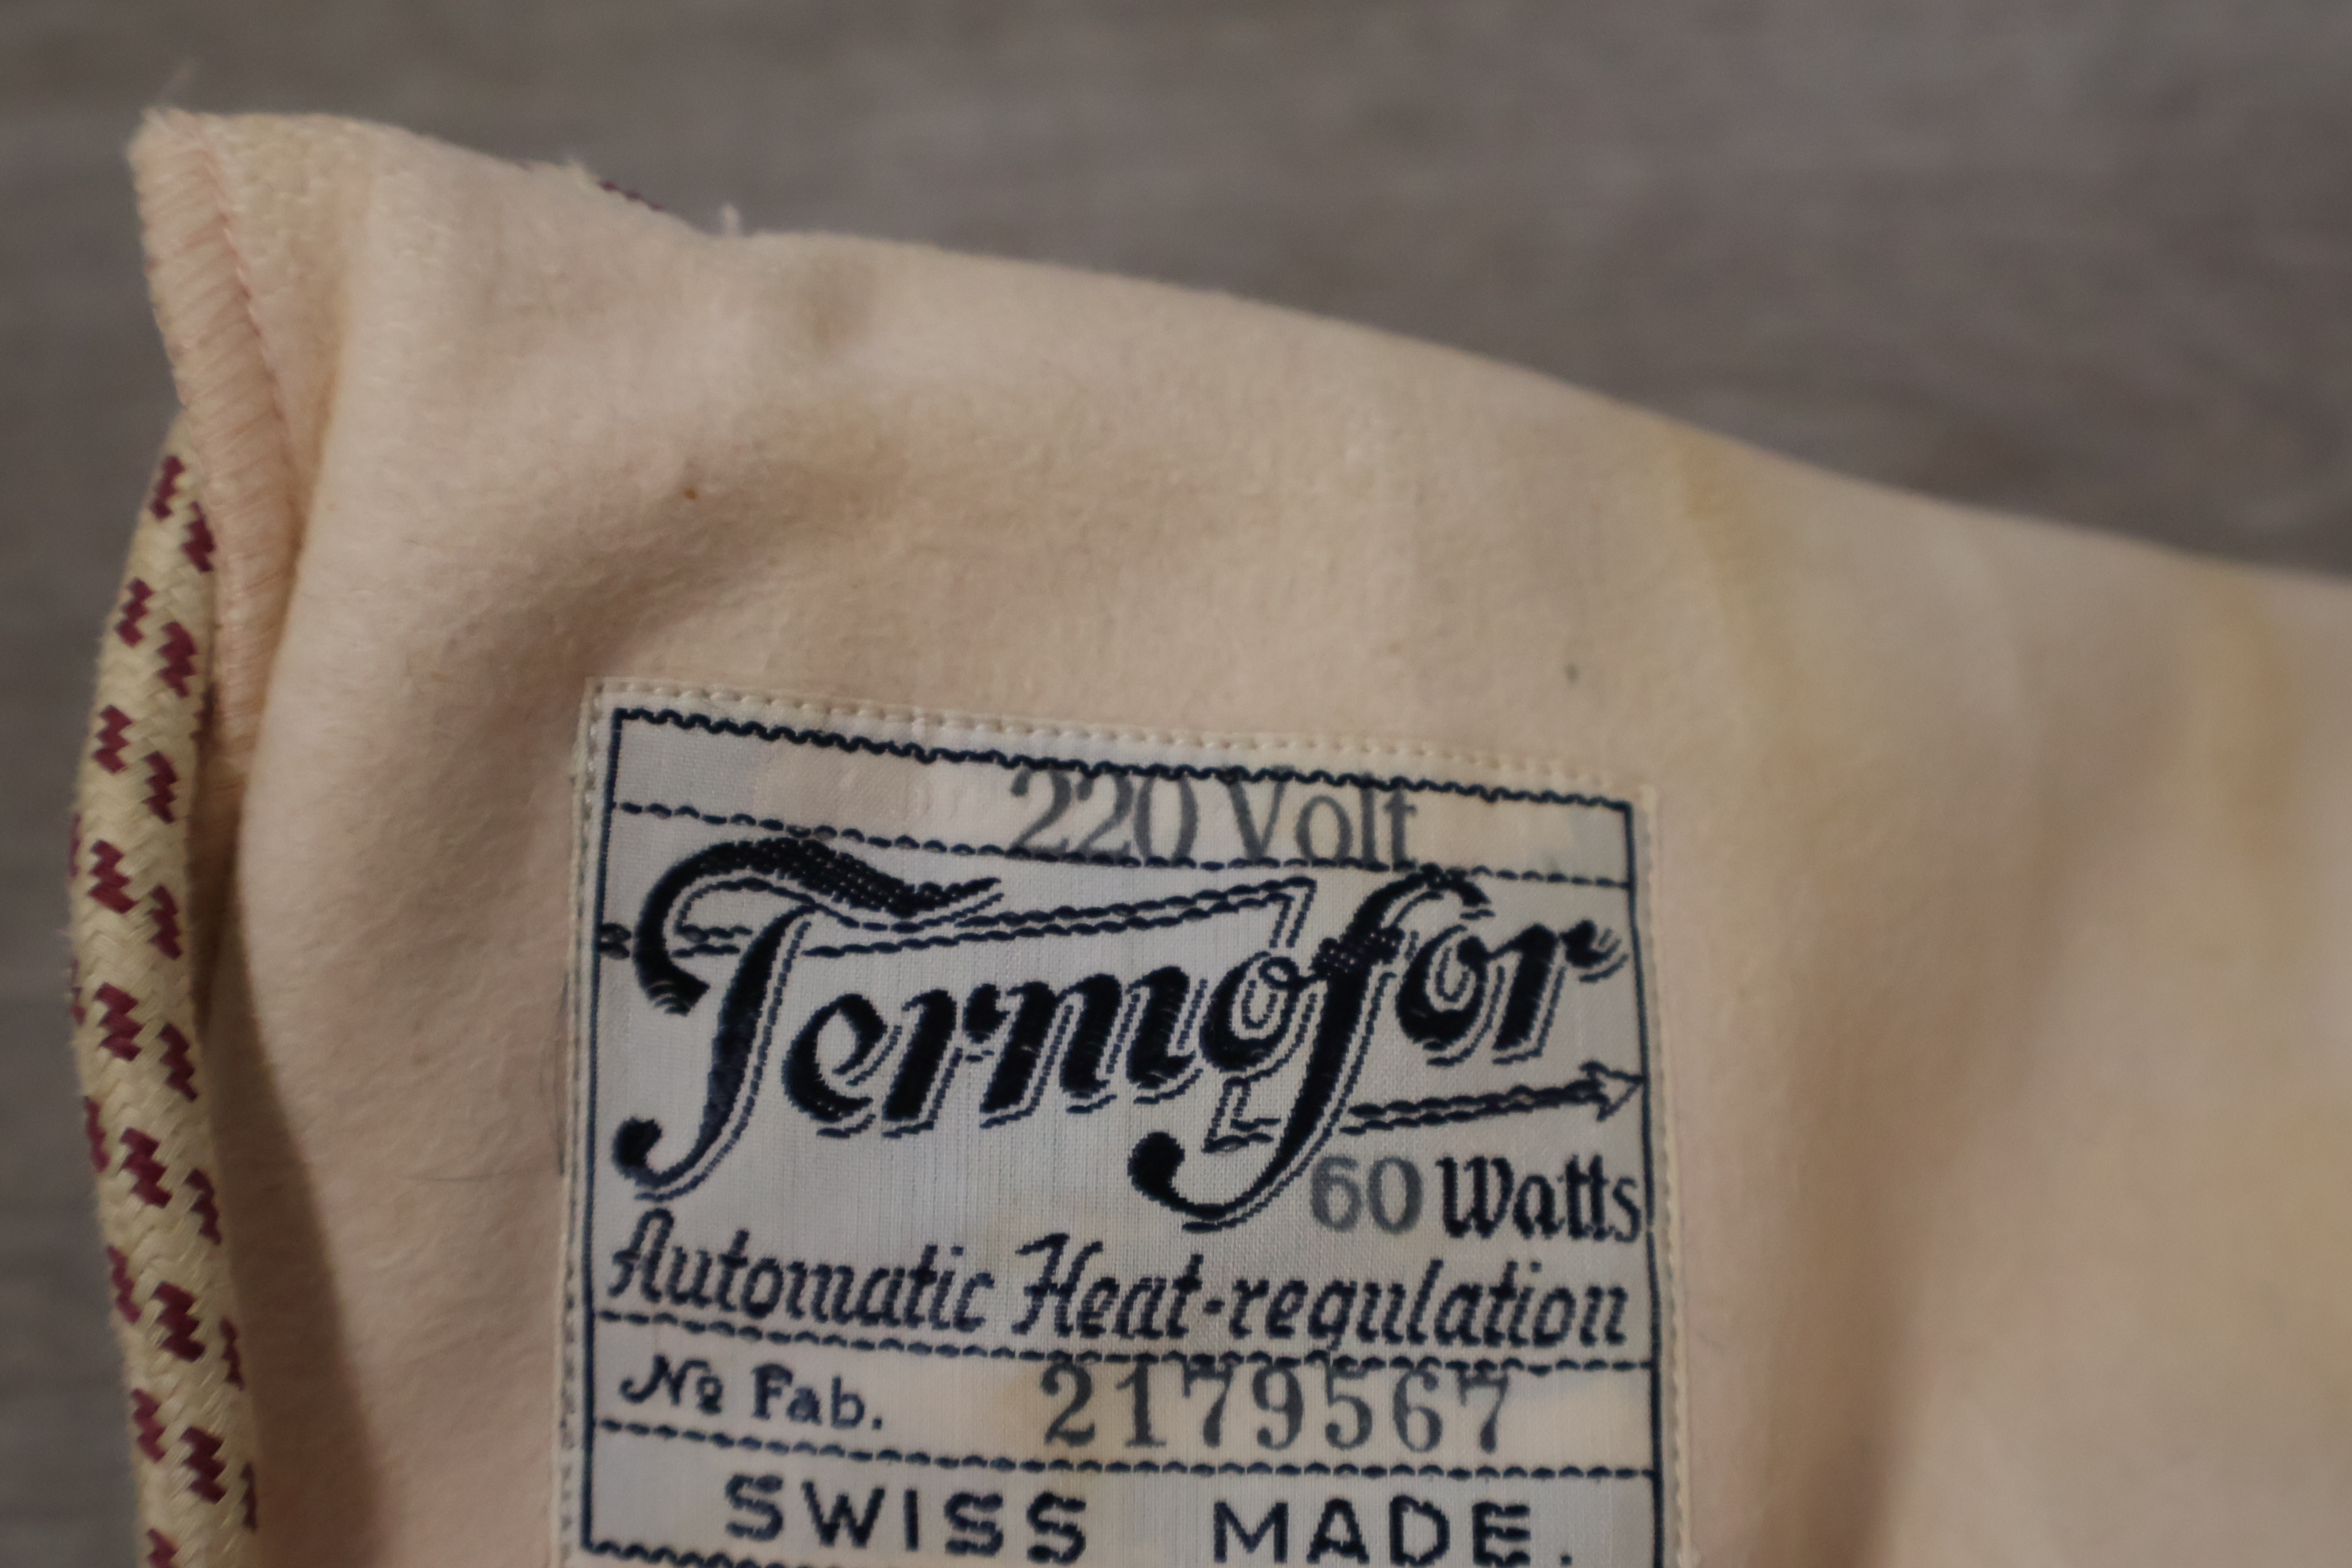 220 Volt
Termofor
60 Watts
Automatic Heat-regulation
№ Fab. 2179567
SWISS MADE.